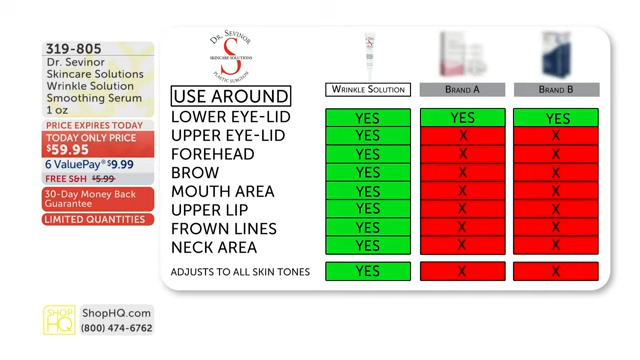 319-805
Dr. Sevinor
Skincare Solutions
Wrinkle Solution
Smoothing Serum
1 oz
PRICE EXPIRES TODAY
TODAY ONLY PRICE
$59.95
6 ValuePay® $9.99
FREE S&H $5.99
30-Day Money Back
Guarantee
LIMITED QUANTITIES
SHOP HQ
ShopHQ.com
(800) 474-6762
DR. SEVINOR
SKINCARE SOLUTIONS
PLASTIC SURGEON
WRINKLE SOLUTION BRAND A BRAND B
USE AROUND
LOWER EYE-LID YES YES YES
UPPER EYE-LID YES X X
FOREHEAD YES X X
BROW YES X X
MOUTH AREA YES X X
UPPER LIP YES X X
FROWN LINES YES X X
NECK AREA YES X X
ADJUSTS TO ALL SKIN TONES YES X X